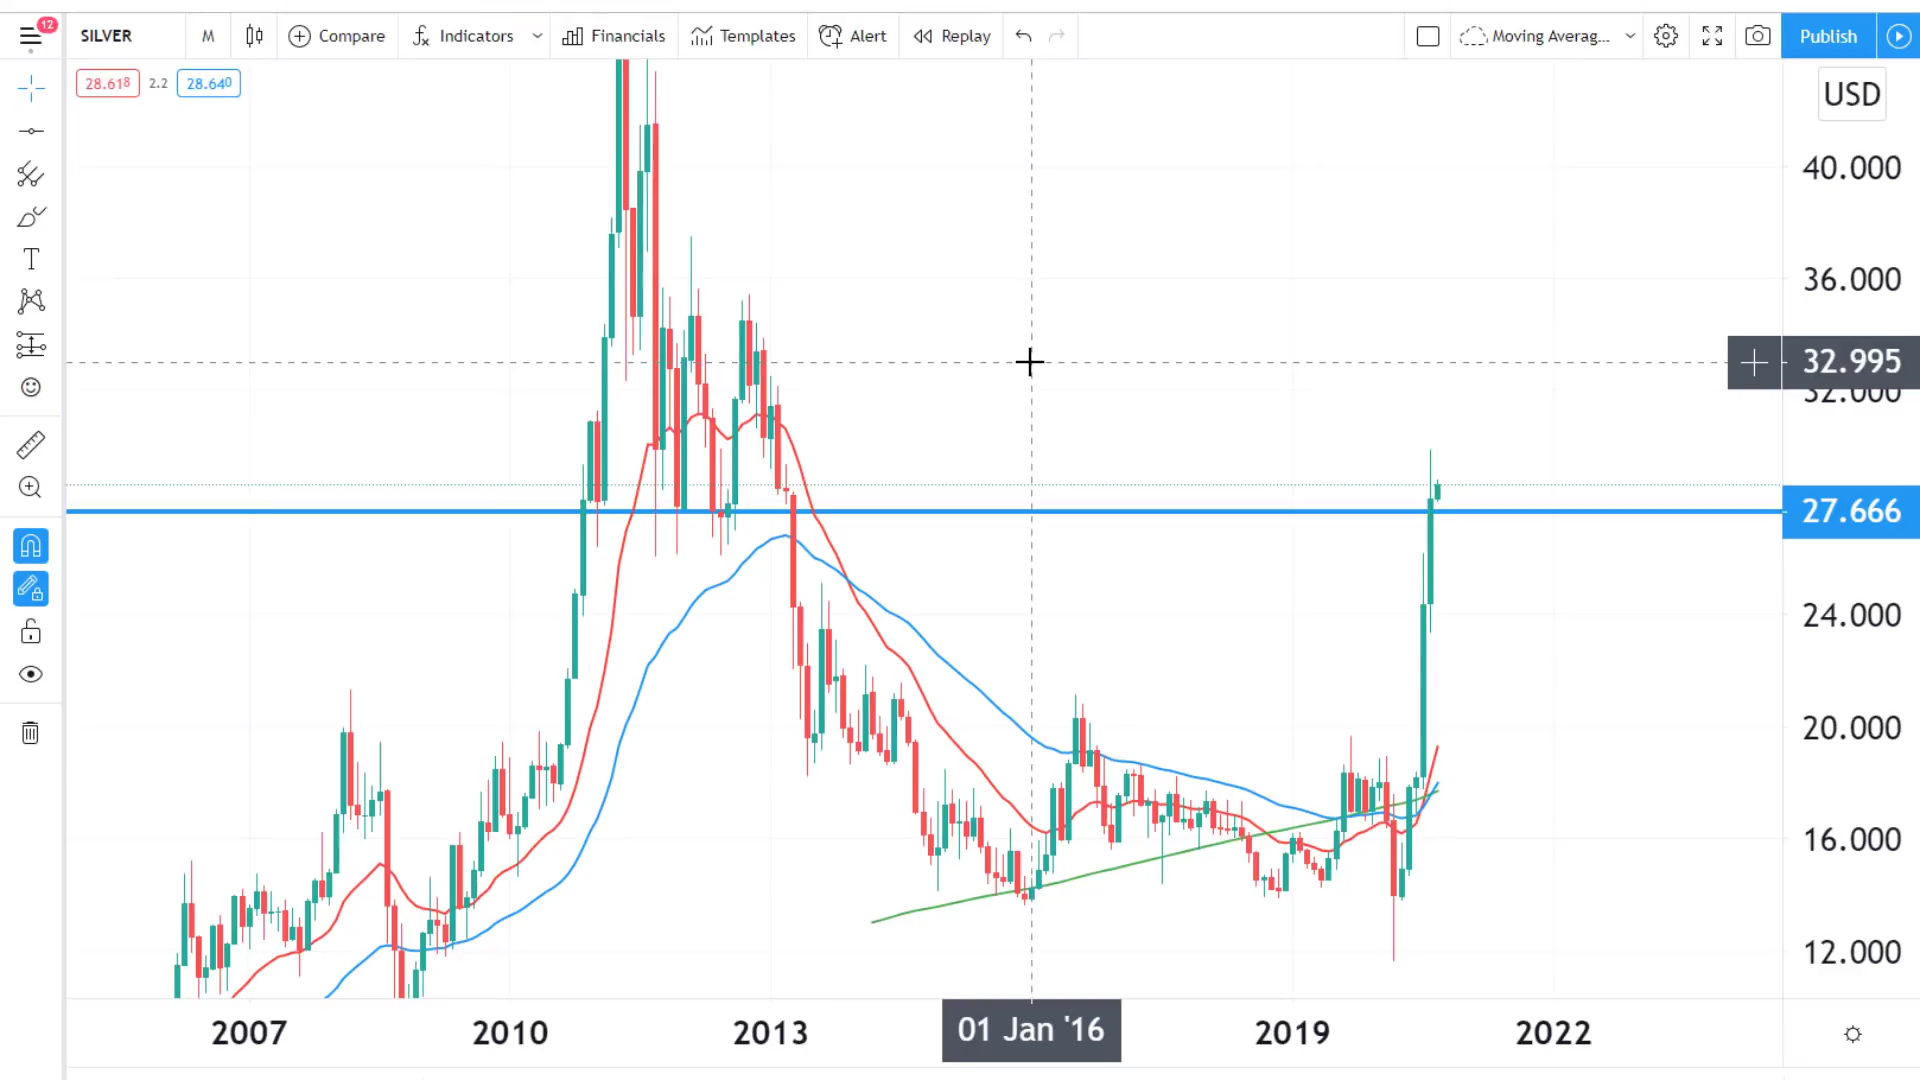 12
SILVER M Compare Indicators Financials Templates Alert Replay Moving Averag... Publish
28.618 2.2 28.640
USD
40.000
36.000
32.995
32.000
27.666
24.000
20.000
16.000
12.000
2007 2010 2013 01 Jan '16 2019 2022